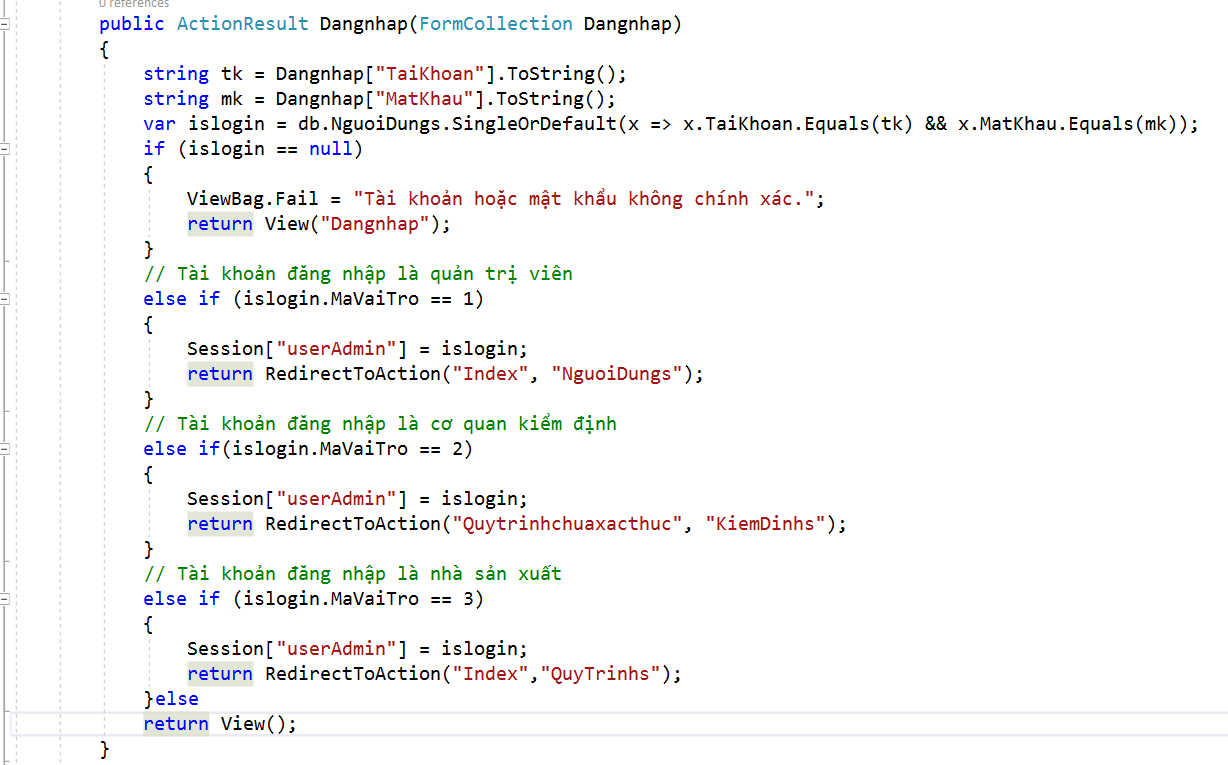 0 references
public ActionResult Dangnhap(FormCollection Dangnhap)
{
string tk = Dangnhap["TaiKhoan"].ToString();
string mk = Dangnhap["MatKhau"].ToString();
var islogin = db.NguoiDungs.SingleOrDefault(x => x.TaiKhoan.Equals(tk) && x.MatKhau.Equals(mk));
if (islogin == null)
{
ViewBag.Fail = "Tài khoản hoặc mật khẩu không chính xác.";
return View("Dangnhap");
}
// Tài khoản đăng nhập là quản trị viên
else if (islogin.MaVaiTro == 1)
{
Session["userAdmin"] = islogin;
return RedirectToAction("Index", "NguoiDungs");
}
// Tài khoản đăng nhập là cơ quan kiểm định
else if(islogin.MaVaiTro == 2)
{
Session["userAdmin"] = islogin;
return RedirectToAction("Quytrinhchuaxacthuc", "KiemDinhs");
}
// Tài khoản đăng nhập là nhà sản xuất
else if (islogin.MaVaiTro == 3)
{
Session["userAdmin"] = islogin;
return RedirectToAction("Index","QuyTrinhs");
}else
return View();
}